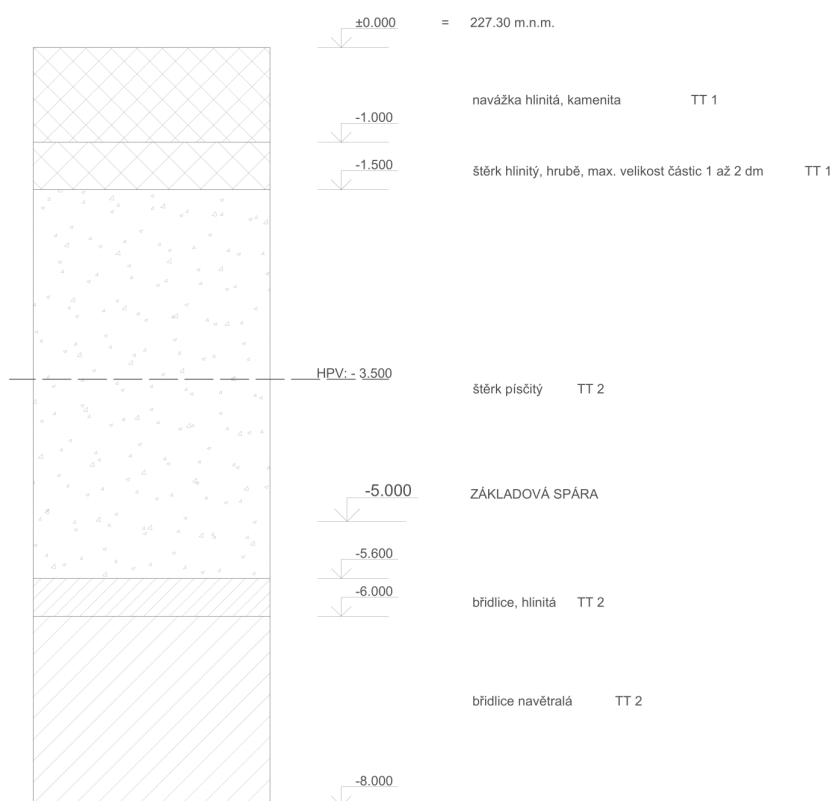 ±0.000 = 227.30 m.n.m.
navážka hlinitá, kamenita TT 1
-1.000
-1.500
štěrk hlinitý, hrubě, max. velikost částic 1 až 2 dm TT 1
HPV: - 3.500
štěrk písčitý TT 2
-5.000 ZÁKLADOVÁ SPÁRA
-5.600
-6.000
břidlice, hlinitá TT 2
břidlice navětralá TT 2
-8.000